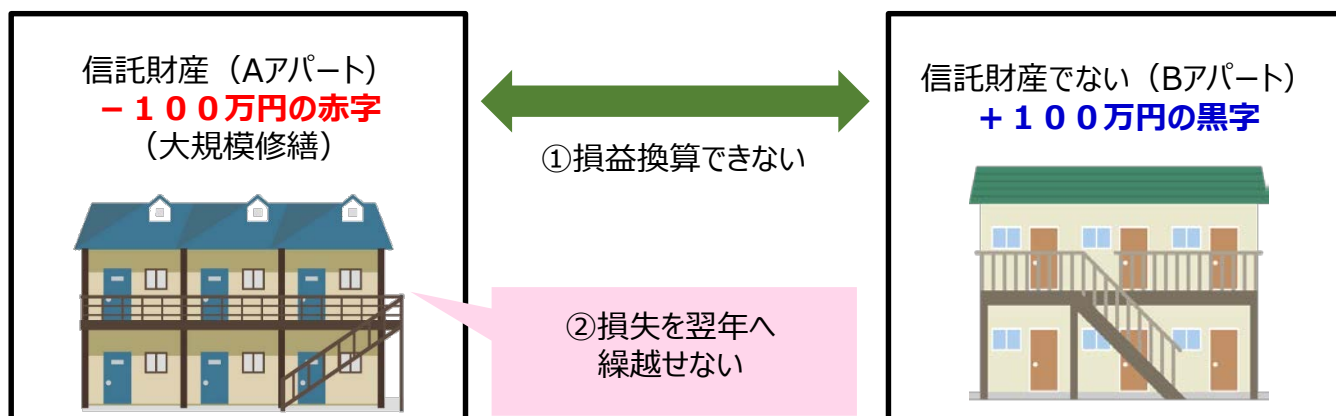 信託財産（Aアパート）
－１００万円の赤字
（大規模修繕）
①損益換算できない
②損失を翌年へ
繰越せない
信託財産でない（Bアパート）
＋１００万円の黒字